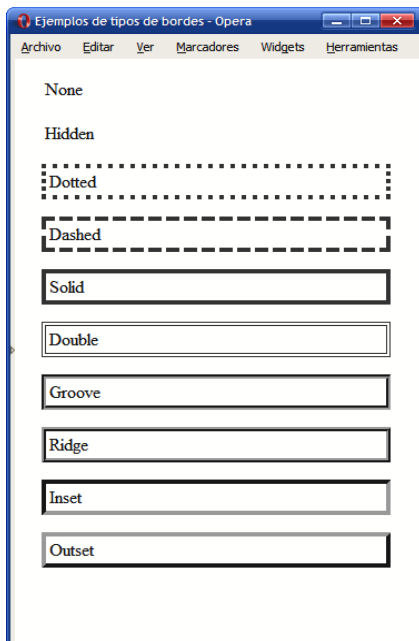 Ejemplos de tipos de bordes - Opera
Archivo Editar Ver Marcadores Widgets Herramientas
None
Hidden
Dotted
Dashed
Solid
Double
Groove
Ridge
Inset
Outset